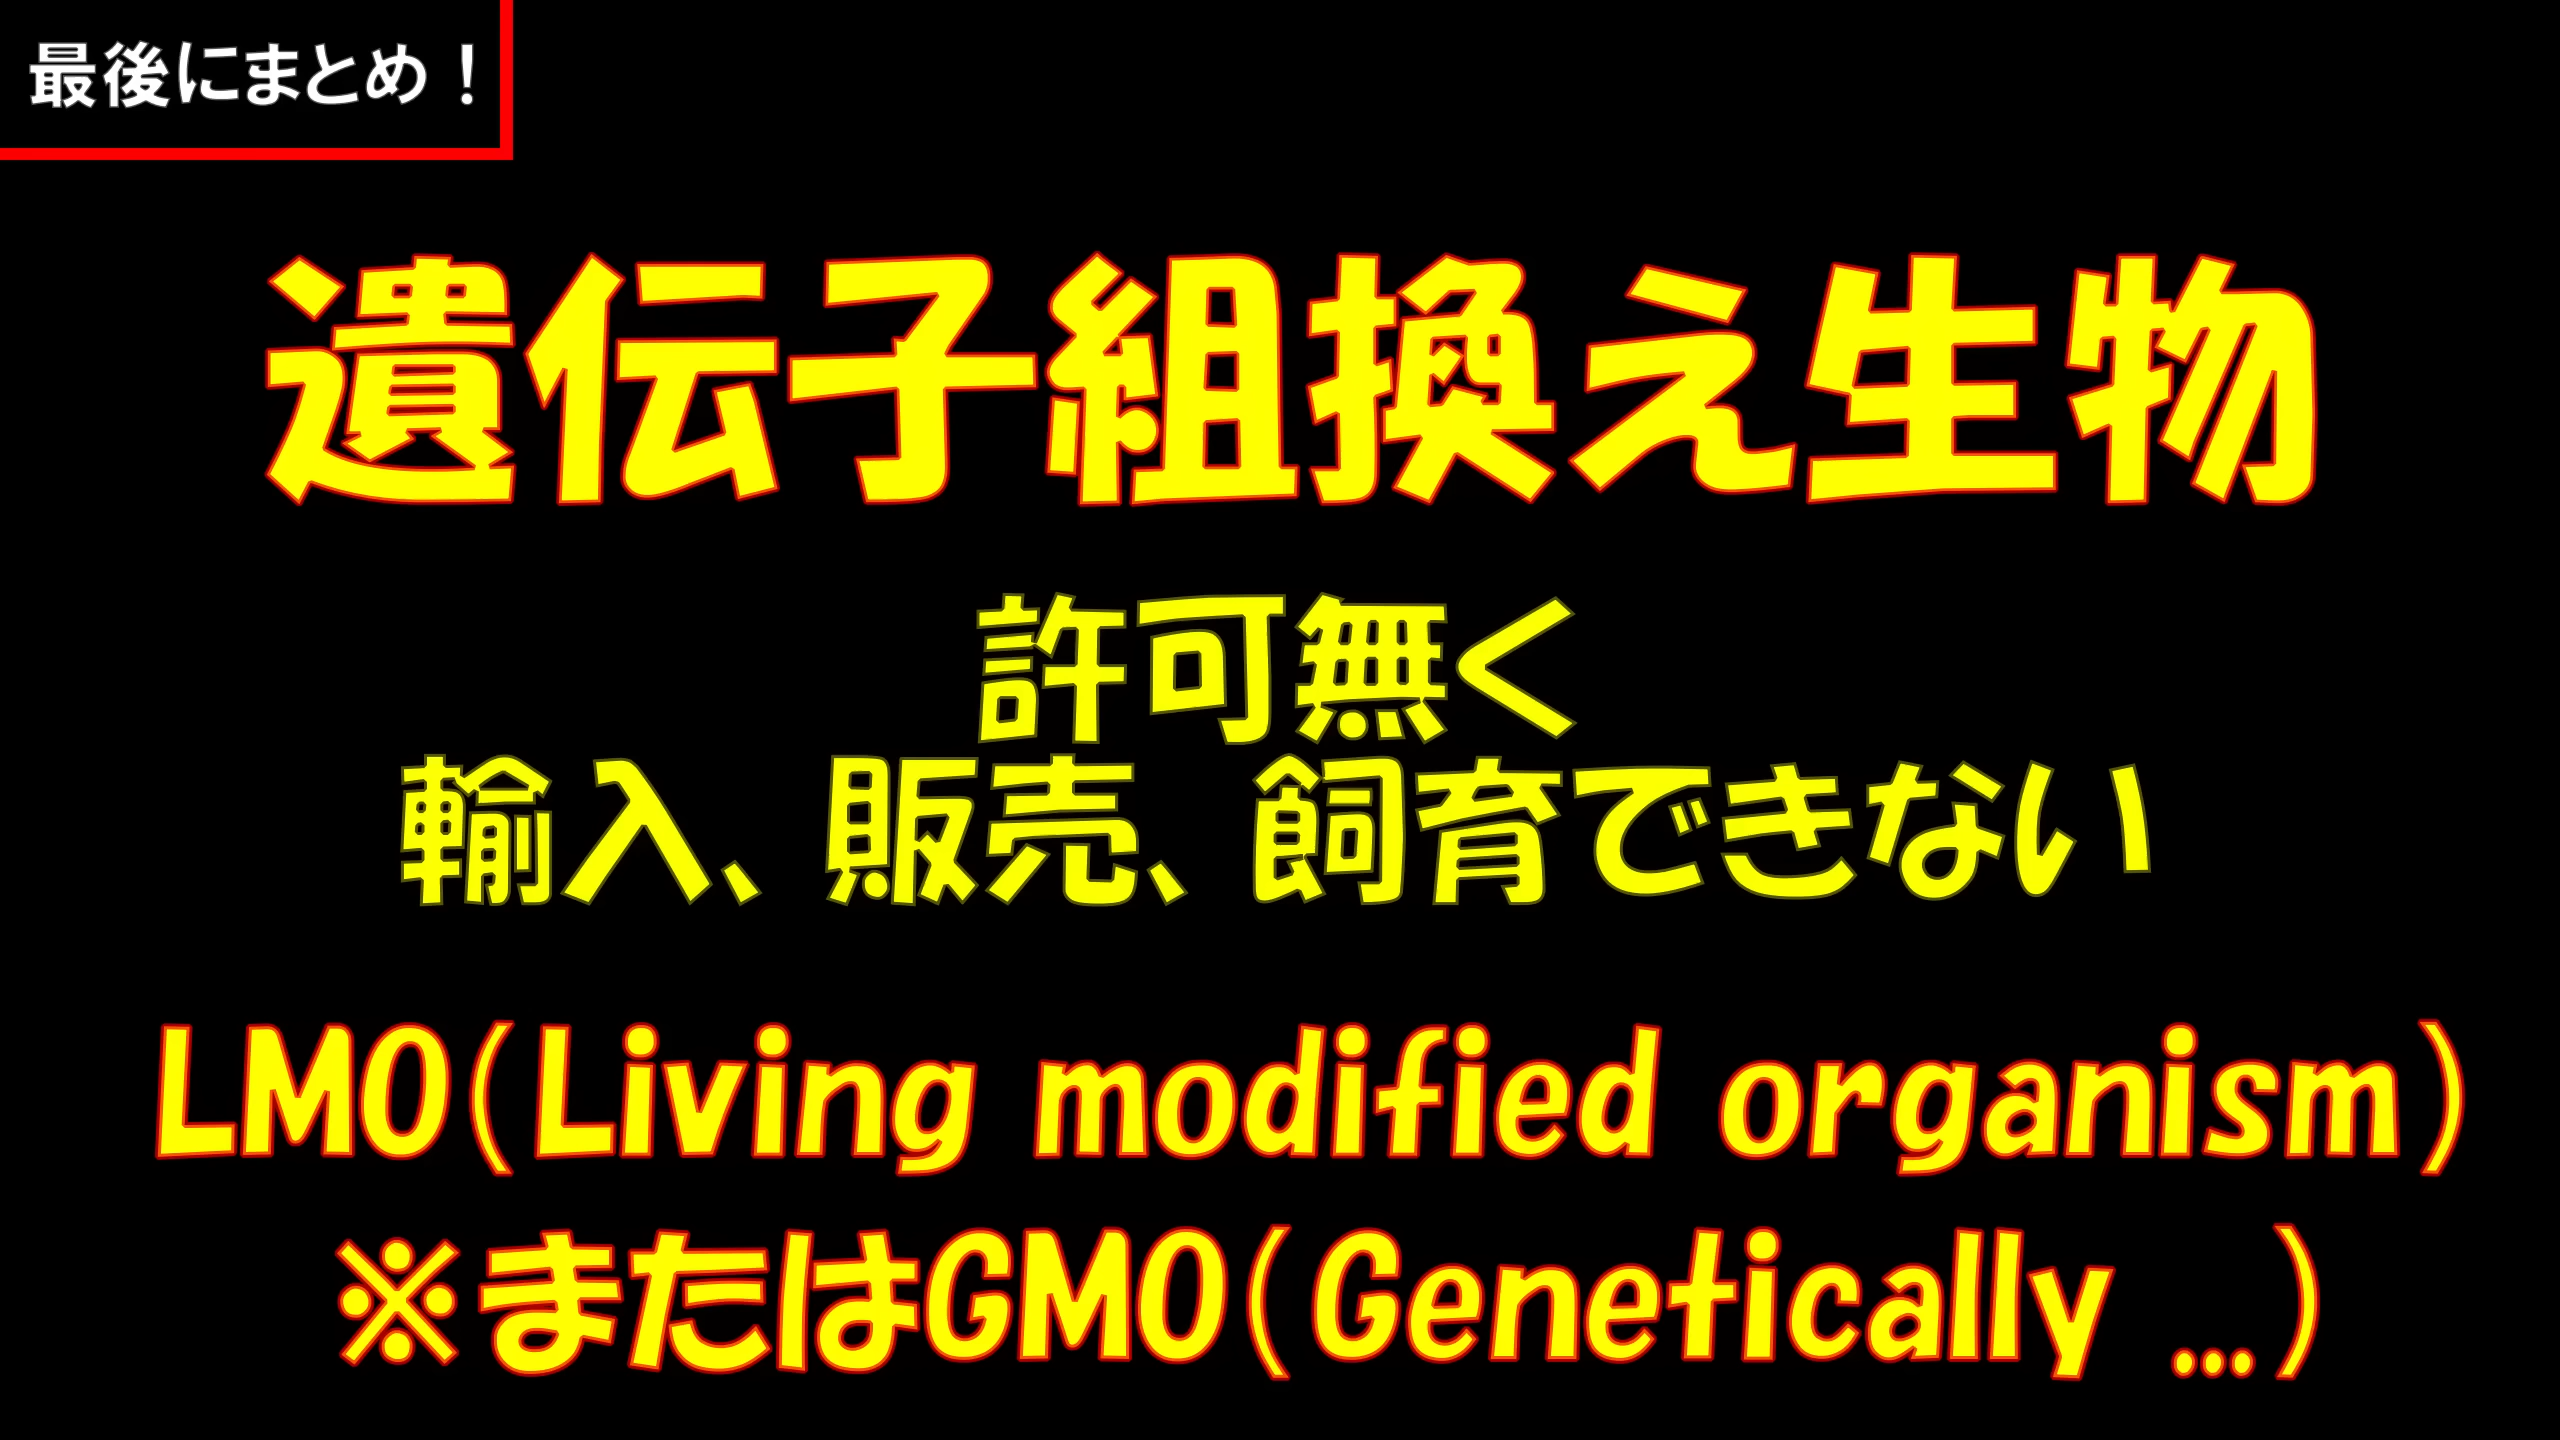 最後にまとめ！
遺伝子組換え生物
許可無く
輸入、販売、飼育できない
LMO(Living modified organism)
※またはGMO(Genetically …)